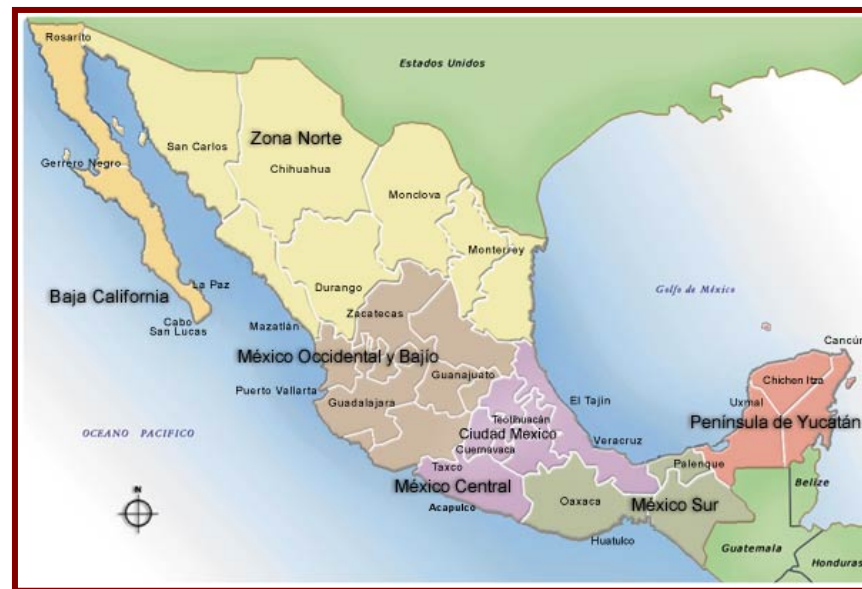 Rosarito
Estados Unidos
Zona Norte
San Carlos
Gerrero Negro
Chihuahua
Monclova
Monterrey
La Paz
Durango
Golfo de México
Baja California
Zacatecas
Cabo
San Lucas
Mazatlán
Cancún
México Occidental y Bajío
Guanajuato
Chichen Itza
Puerto Vallarta
Guadalajara
El Tajín
Uxmal
Teotihuacán
Península de Yucatán
OCEANO PACIFICO
Ciudad Mexico
Veracruz
Cuernavaca
Taxco
Palenque
México Central
Belize
Oaxaca
México Sur
Acapulco
N
Huatulco
Guatemala
Honduras